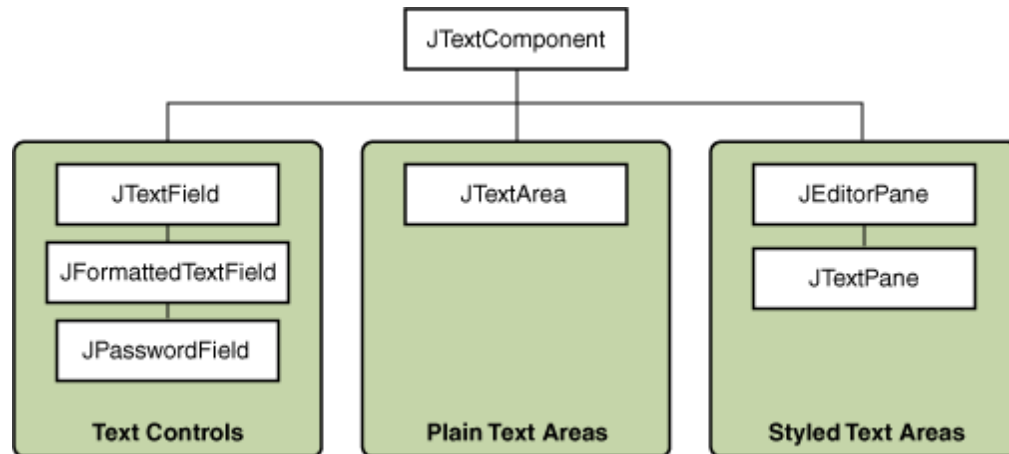 JTextComponent
JTextField
JFormattedTextField
JPasswordField
Text Controls
JTextArea
Plain Text Areas
JEditorPane
JTextPane
Styled Text Areas